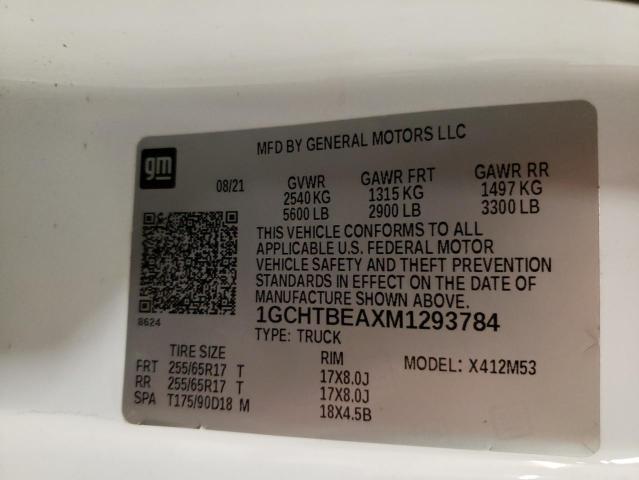 gm
MFD BY GENERAL MOTORS LLC
08/21
GVWR GAWR FRT GAWR RR
2540 KG 1315 KG 1497 KG
5600 LB 2900 LB 3300 LB
THIS VEHICLE CONFORMS TO ALL
APPLICABLE U.S. FEDERAL MOTOR
VEHICLE SAFETY AND THEFT PREVENTION
STANDARDS IN EFFECT ON THE DATE OF
MANUFACTURE SHOWN ABOVE.
8624
1GCHTBEAXM1293784
TYPE: TRUCK
TIRE SIZE RIM MODEL: X412M53
FRT 255/65R17 T 17X8.0J
RR 255/65R17 T 17X8.0J
SPA T175/90D18 M 18X4.5B